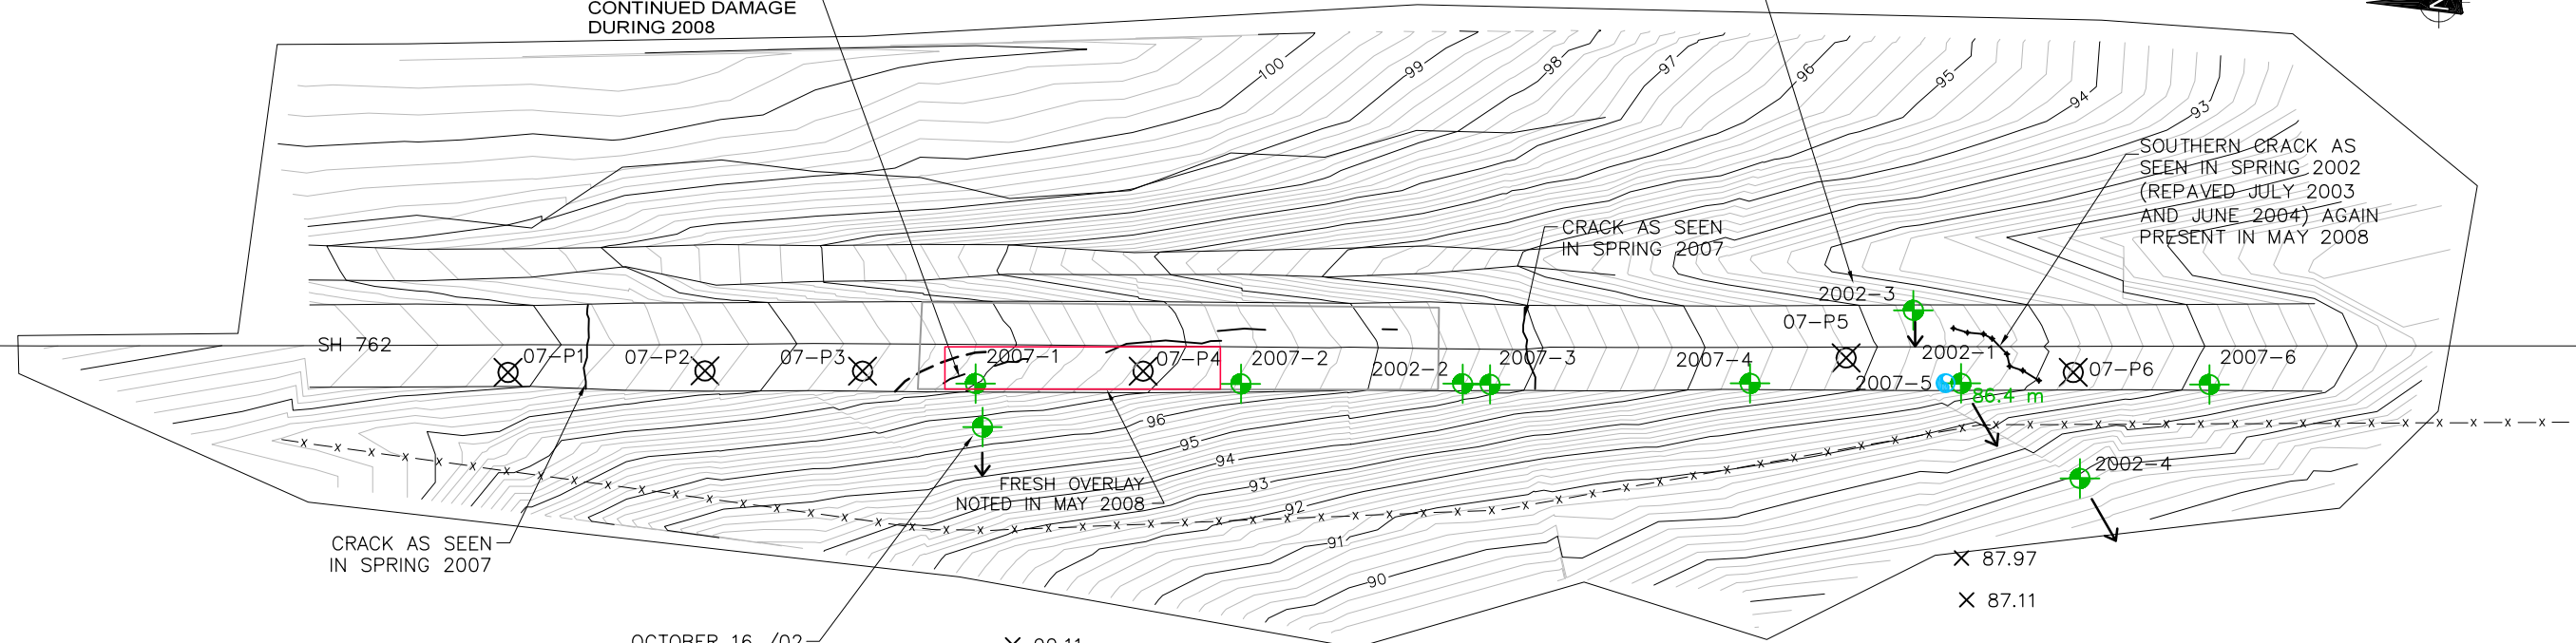 CONTINUED DAMAGE
DURING 2008
100
99
98
97
96
95
94
93
SOUTHERN CRACK AS
SEEN IN SPRING 2002
(REPAVED JULY 2003
AND JUNE 2004) AGAIN
PRESENT IN MAY 2008
CRACK AS SEEN
IN SPRING 2007
2002-3
SH 762
07-P1
07-P2
07-P3
2007-1
07-P4
2007-2
2002-2
2007-3
2007-4
07-P5
2002-1
2007-5
86.4 m
07-P6
2007-6
96
95
94
93
92
91
90
2002-4
FRESH OVERLAY
NOTED IN MAY 2008
CRACK AS SEEN
IN SPRING 2007
87.97
87.11
OCTOBER 16 /02